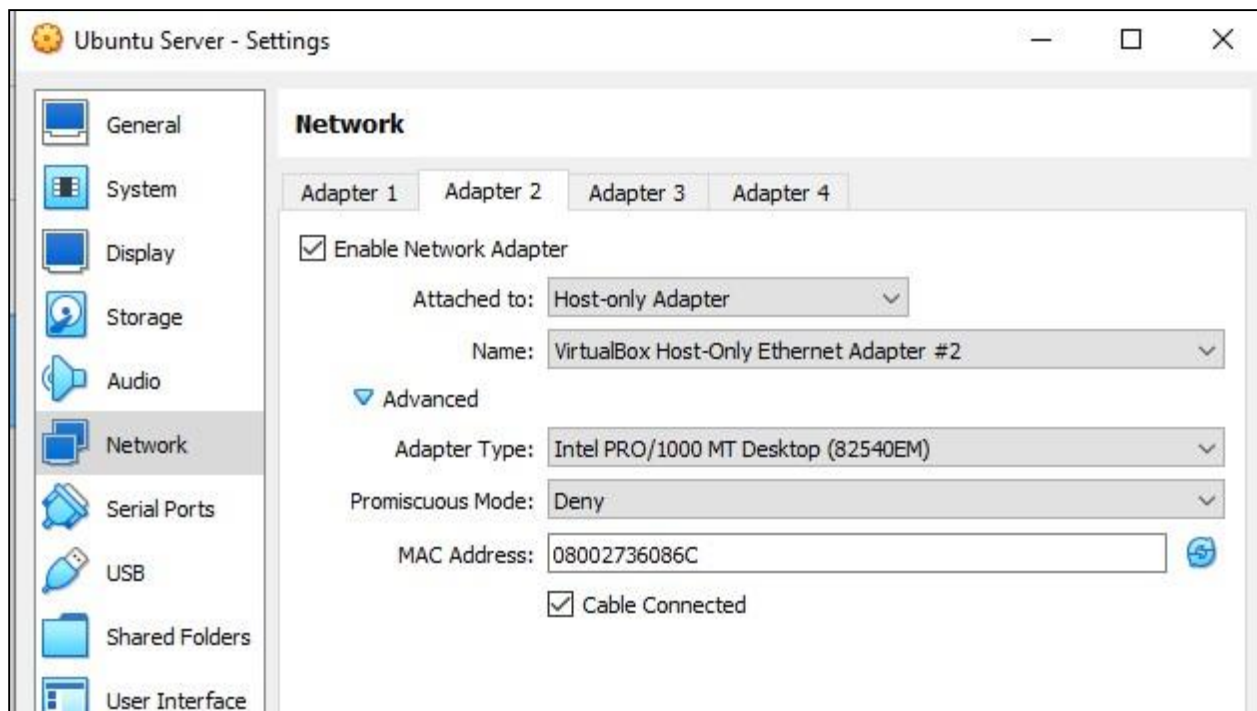 Ubuntu Server - Settings
General
System
Display
Storage
Audio
Network
Serial Ports
USB
Shared Folders
User Interface
Network
Adapter 1 Adapter 2 Adapter 3 Adapter 4
Enable Network Adapter
Attached to: Host-only Adapter
Name: VirtualBox Host-Only Ethernet Adapter #2
Advanced
Adapter Type: Intel PRO/1000 MT Desktop (82540EM)
Promiscuous Mode: Deny
MAC Address: 08002736086C
Cable Connected